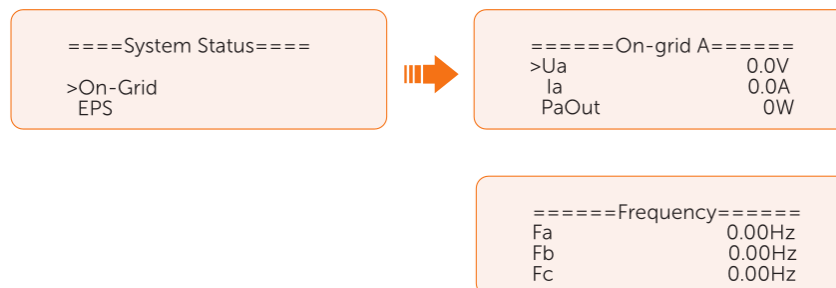 ====System Status====
>On-Grid
EPS
======On-grid A======
>Ua 0.0V
Ia 0.0A
PaOut 0W
======Frequency======
Fa 0.00Hz
Fb 0.00Hz
Fc 0.00Hz